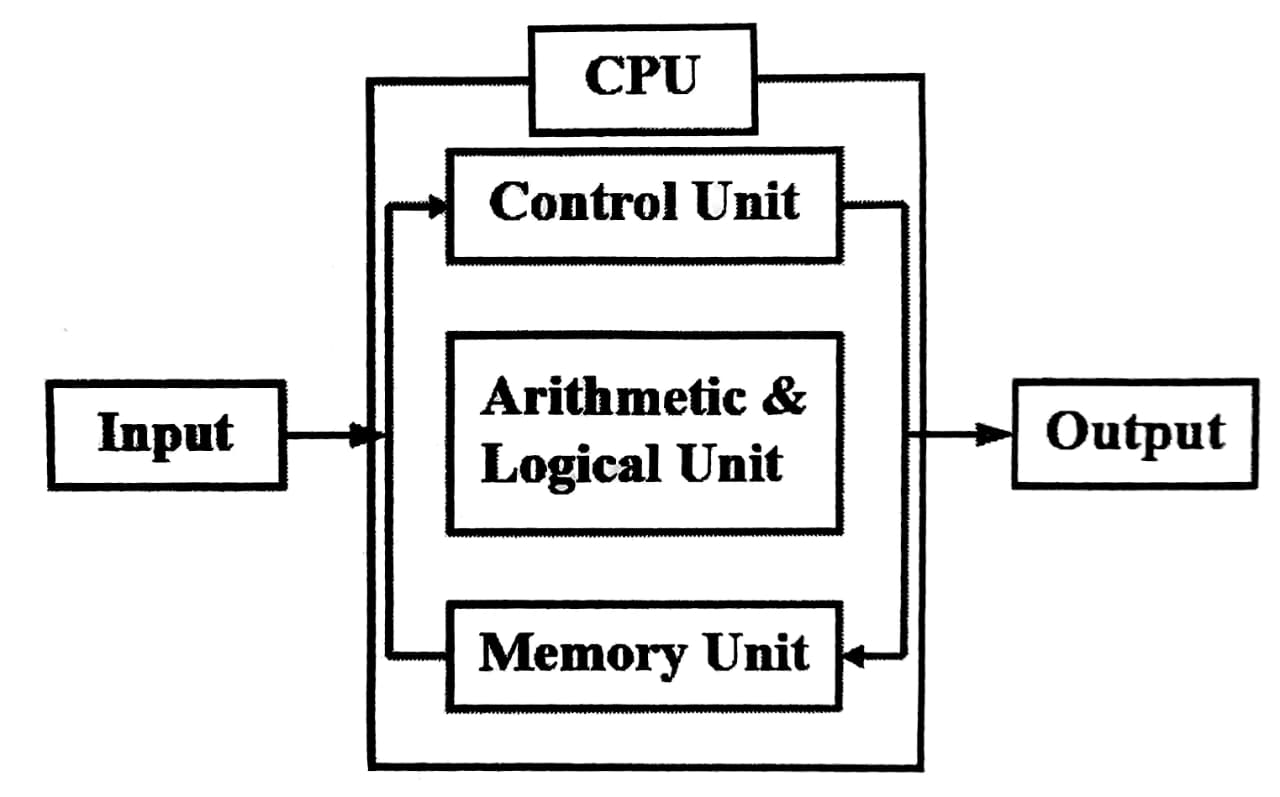 CPU
Control Unit
Input
Arithmetic &
Logical Unit
Output
Memory Unit